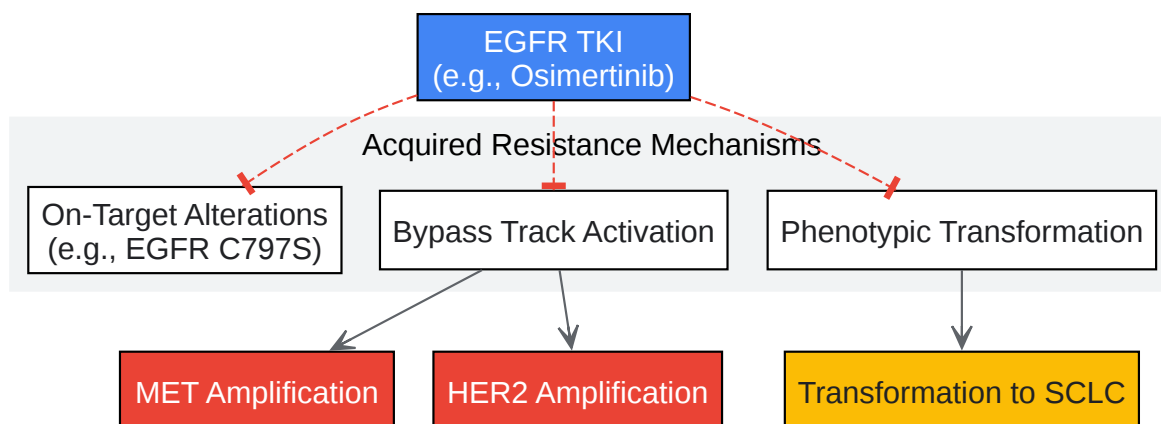 EGFR TKI
(e.g., Osimertinib)
Acquired Resistance Mechanisms
On-Target Alterations
(e.g., EGFR C797S)
Bypass Track Activation
Phenotypic Transformation
MET Amplification
HER2 Amplification
Transformation to SCLC